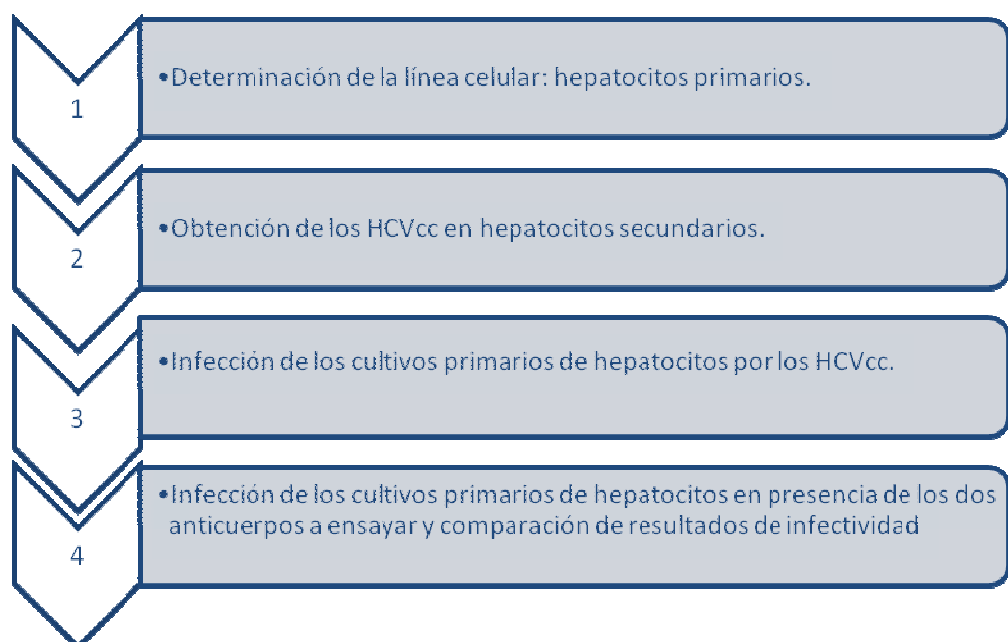 1
•Determinación de la línea celular: hepatocitos primarios.
2
•Obtención de los HCVcc en hepatocitos secundarios.
3
•Infección de los cultivos primarios de hepatocitos por los HCVcc.
4
•Infección de los cultivos primarios de hepatocitos en presencia de los dos
anticuerpos a ensayar y comparación de resultados de infectividad